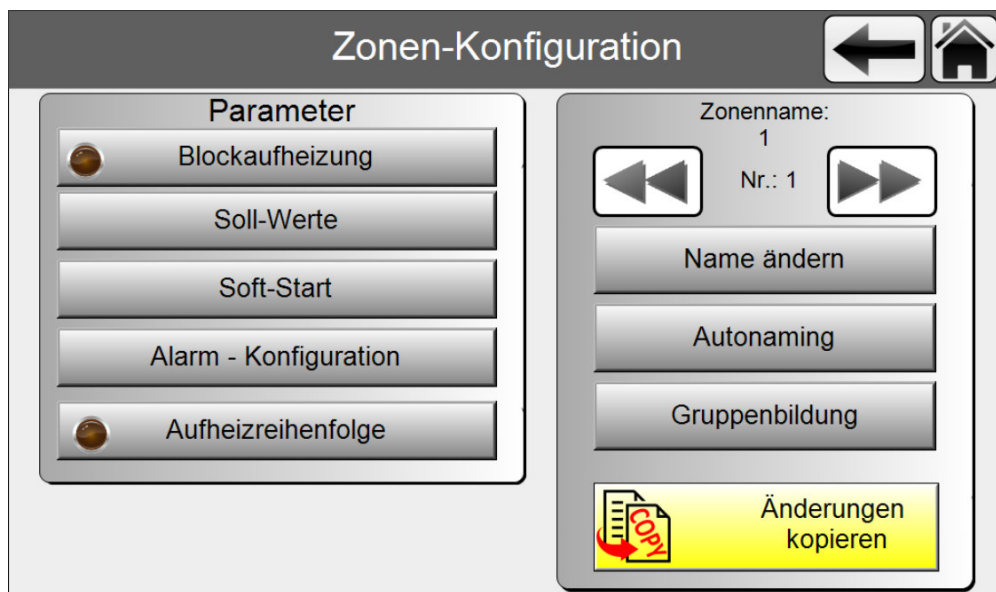 Zonen-Konfiguration
Parameter
Blockaufheizung
Soll-Werte
Soft-Start
Alarm - Konfiguration
Aufheizreihenfolge
Zonenname:
1
Nr.: 1
Name ändern
Autonaming
Gruppenbildung
COPY
Änderungen
kopieren